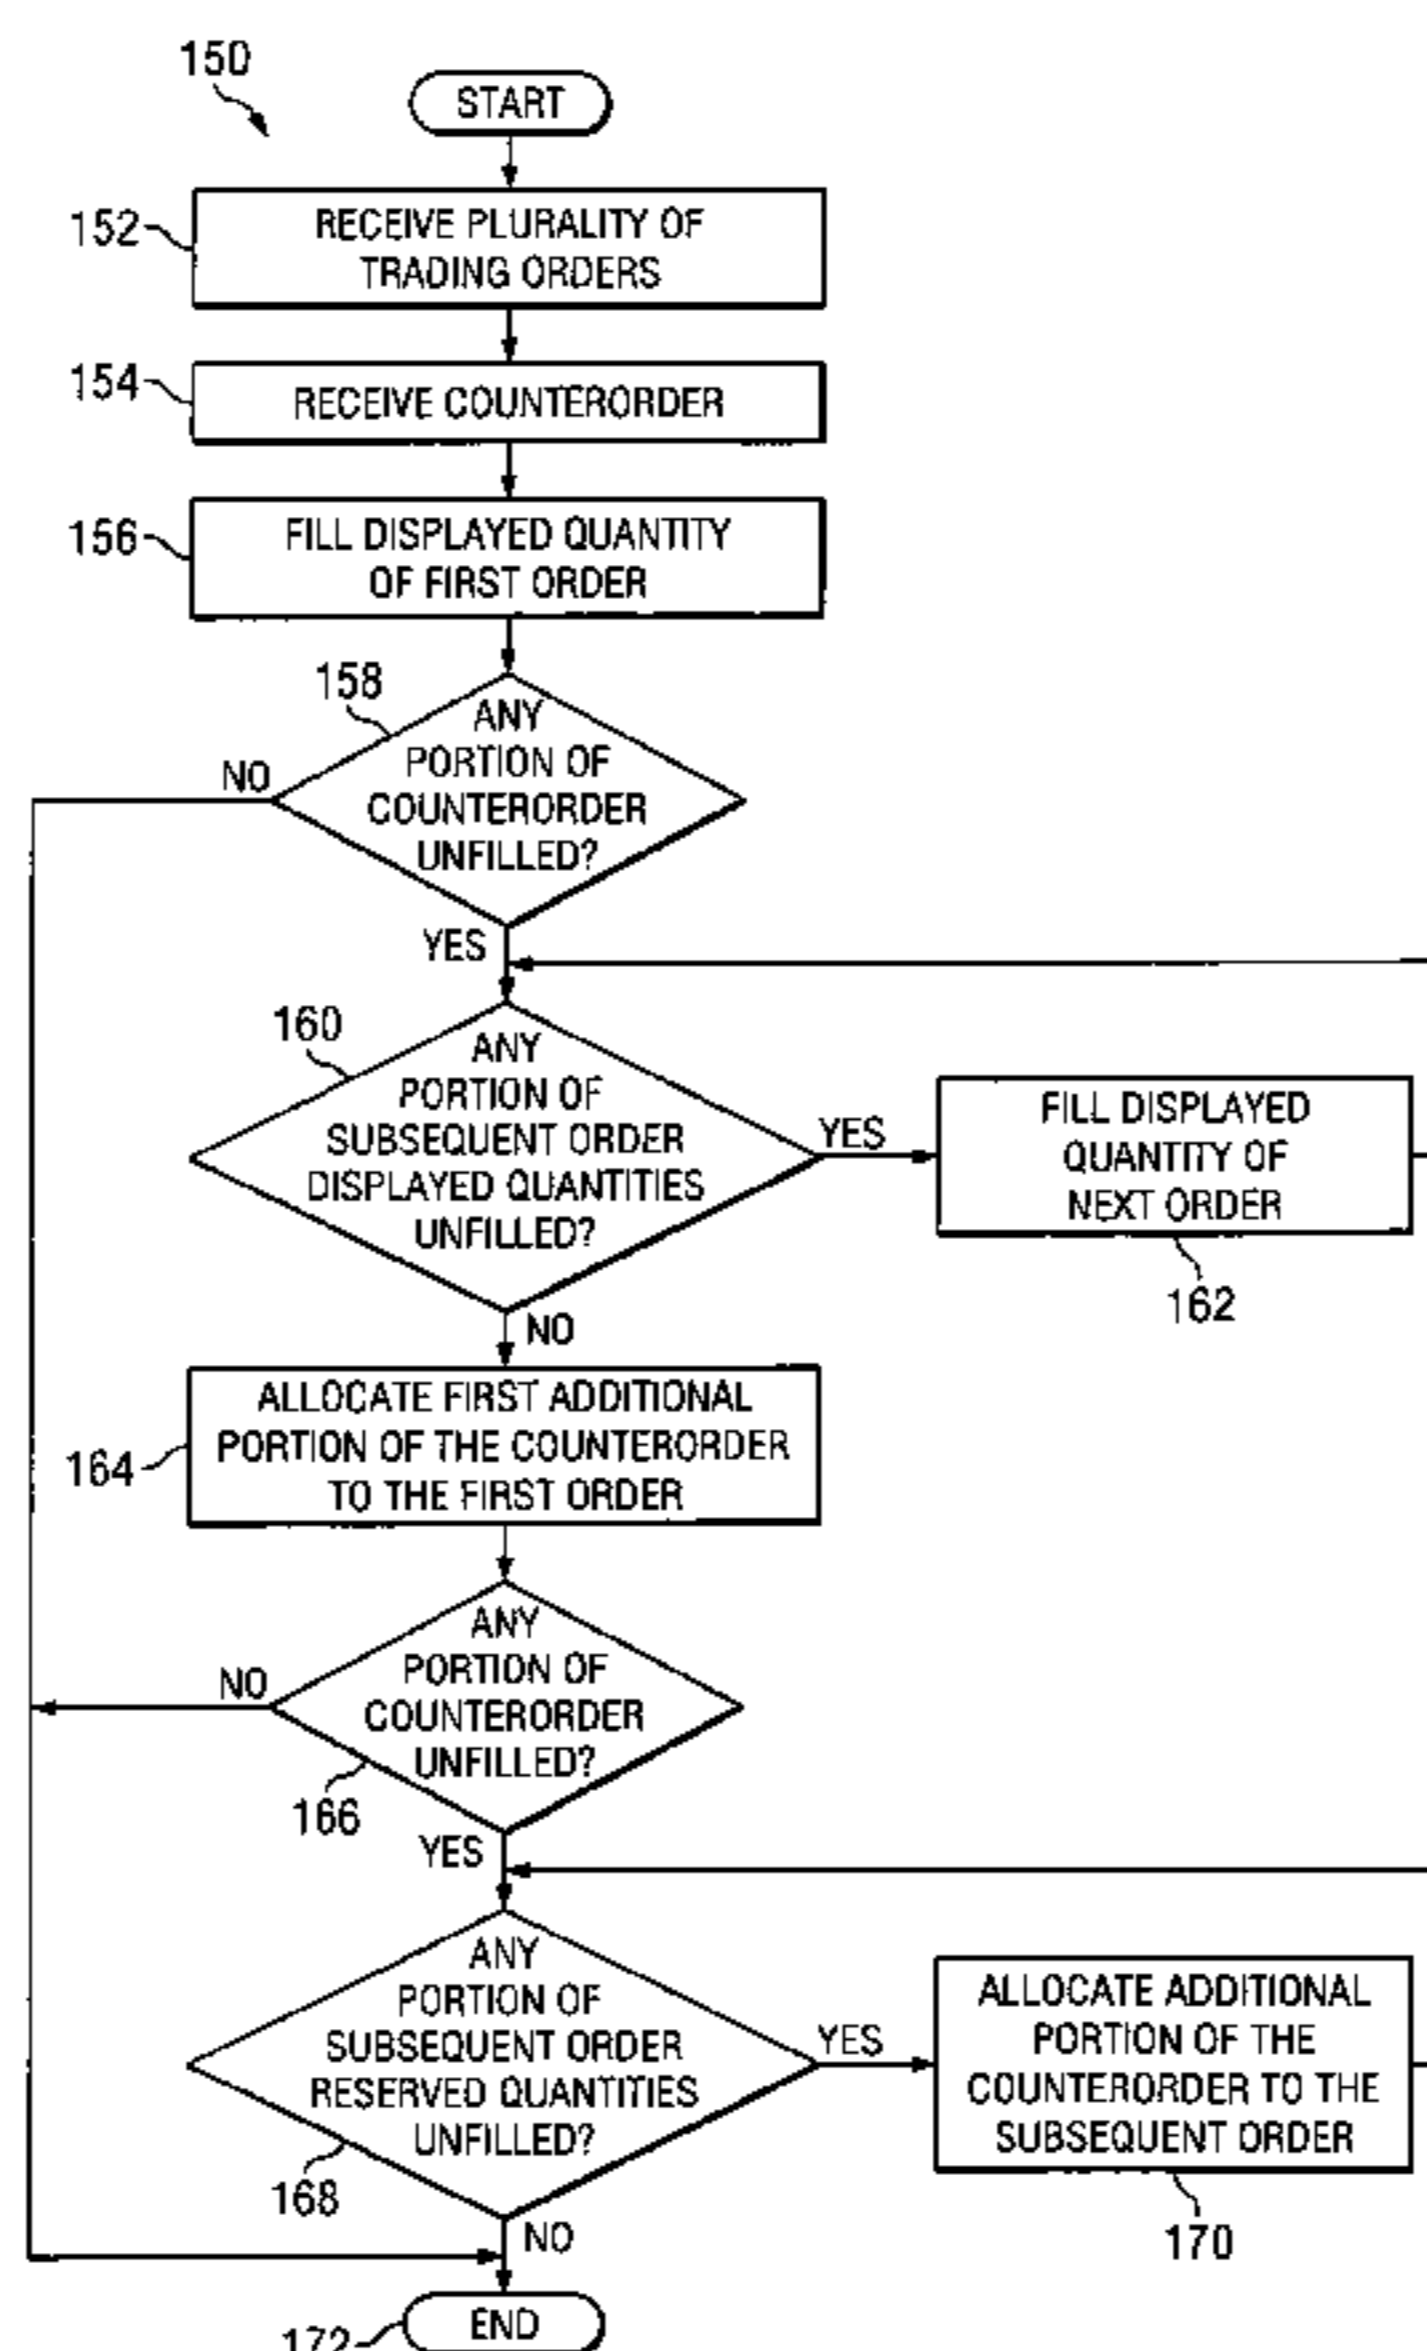 150
START
152
RECEIVE PLURALITY OF
TRADING ORDERS
154
RECEIVE COUNTERORDER
156
FILL DISPLAYED QUANTITY
OF FIRST ORDER
158
ANY
PORTION OF
COUNTERORDER
UNFILLED?
NO
YES
160
ANY
PORTION OF
SUBSEQUENT ORDER
DISPLAYED QUANTITIES
UNFILLED?
YES
FILL DISPLAYED
QUANTITY OF
NEXT ORDER
162
NO
164
ALLOCATE FIRST ADDITIONAL
PORTION OF THE COUNTERORDER
TO THE FIRST ORDER
ANY
PORTION OF
COUNTERORDER
UNFILLED?
NO
166
YES
ANY
PORTION OF
SUBSEQUENT ORDER
RESERVED QUANTITIES
UNFILLED?
168
YES
ALLOCATE ADDITIONAL
PORTION OF THE
COUNTERORDER TO THE
SUBSEQUENT ORDER
170
NO
END
172